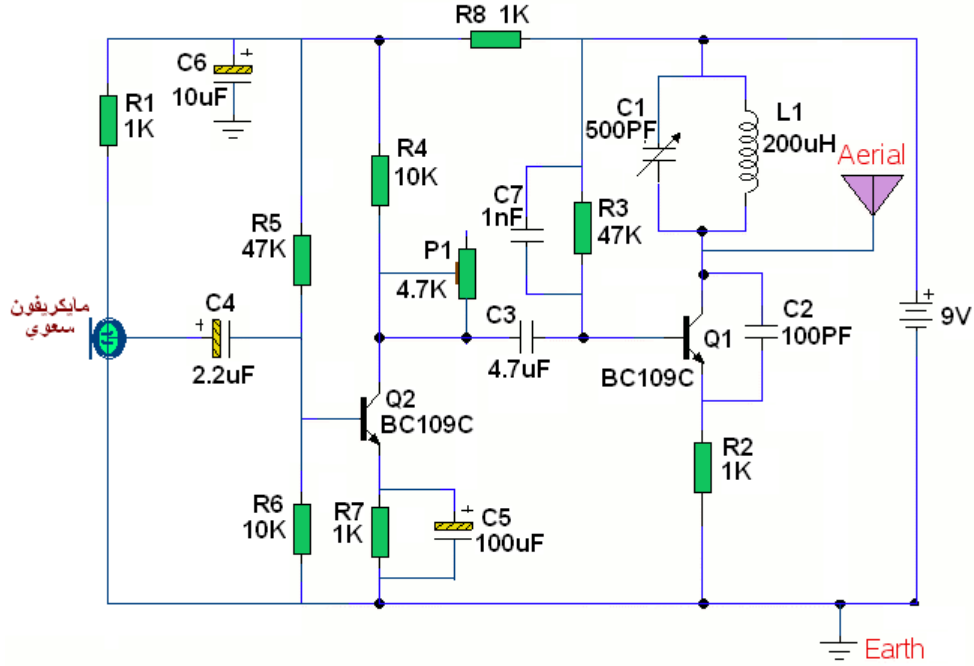 R8 1K
C6
10uF
R1
1K
C1
500PF
L1
200uH
Aerial
R4
10K
C7
1nF
R3
47K
R5
47K
P1
4.7K
مايكريفون
سعوي
C4
2.2uF
C3
4.7uF
Q1
BC109C
C2
100PF
9V
Q2
BC109C
R2
1K
R6
10K
R7
1K
C5
100uF
Earth